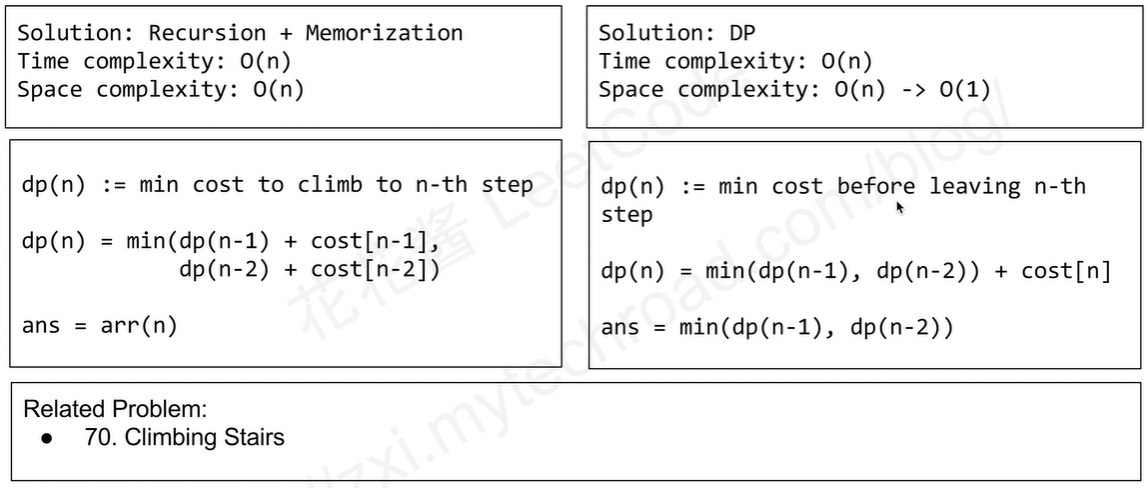 Solution: Recursion + Memorization
Time complexity: O(n)
Space complexity: O(n)
Solution: DP
Time complexity: O(n)
Space complexity: O(n) -> O(1)
dp(n) := min cost to climb to n-th step
dp(n) = min(dp(n-1) + cost[n-1],
dp(n-2) + cost[n-2])
ans = arr(n)
dp(n) := min cost before leaving n-th
step
dp(n) = min(dp(n-1), dp(n-2)) + cost[n]
ans = min(dp(n-1), dp(n-2))
Related Problem:
● 70. Climbing Stairs
花花酱 LeetCode
//zxi.mytechroad.com/blog/